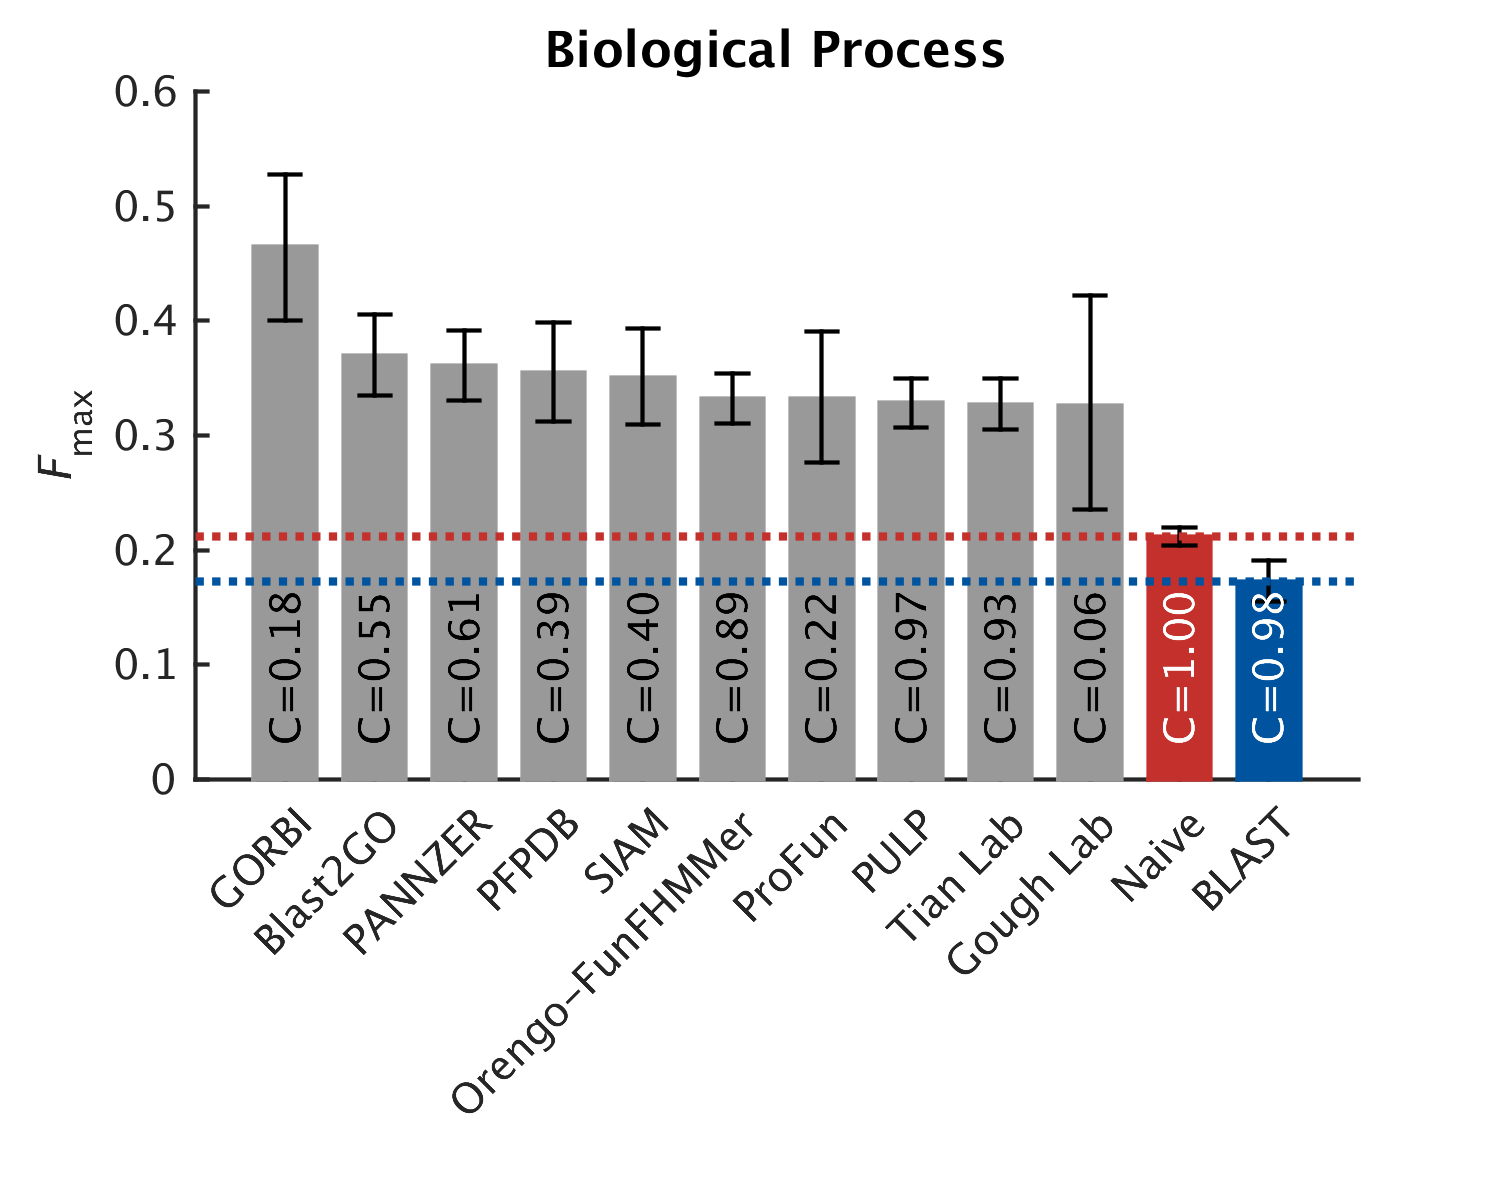 Biological Process
0.6
0.5
0.4
0.3
0.2
0.1
0
Fmax
C=0.18
C=0.55
C=0.61
C=0.39
C=0.40
C=0.89
C=0.22
C=0.97
C=0.93
C=0.06
C=1.00
C=0.98
GORBI
Blast2GO
PANNZER
PFPDB
SIAM
Orengo-FunFHMMer
ProFun
PULP
Tian Lab
Gough Lab
Naive
BLAST